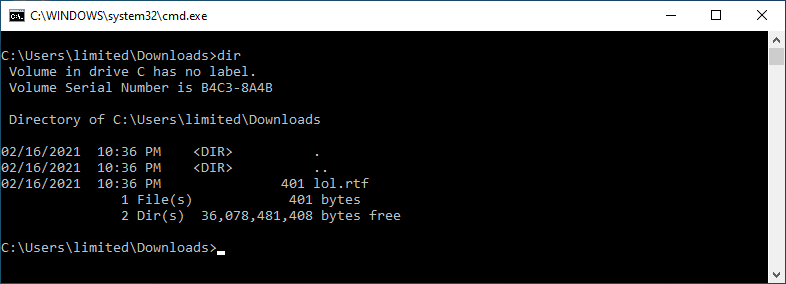 C:\WINDOWS\system32\cmd.exe
C:\Users\limited\Downloads>dir
 Volume in drive C has no label.
 Volume Serial Number is B4C3-8A4B
 Directory of C:\Users\limited\Downloads
02/16/2021  10:36 PM    <DIR>          .
02/16/2021  10:36 PM    <DIR>          ..
02/16/2021  10:36 PM               401 lol.rtf
               1 File(s)            401 bytes
               2 Dir(s)  36,078,481,408 bytes free
C:\Users\limited\Downloads>